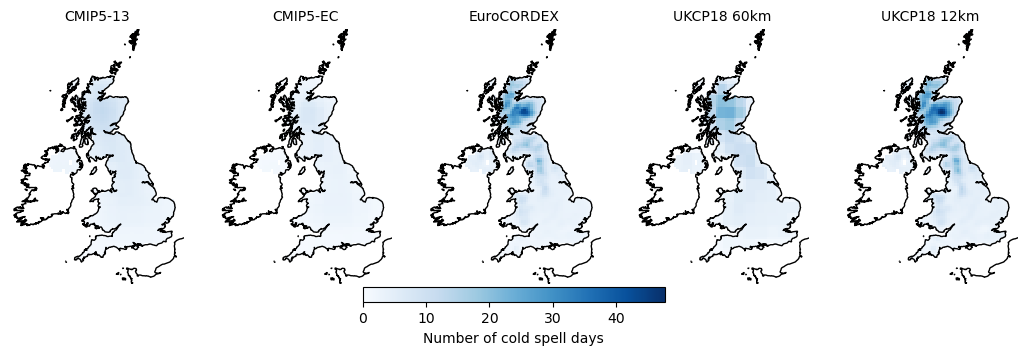 CMIP5-13 CMIP5-EC EuroCORDEX UKCP18 60km UKCP18 12km
0 10 20 30 40
Number of cold spell days